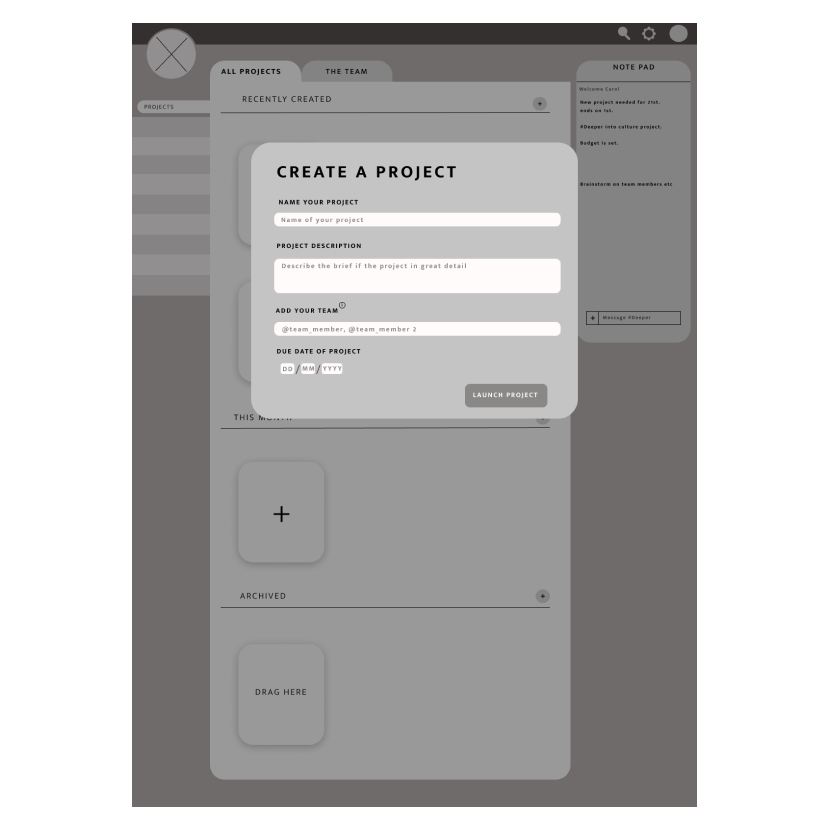 ALL PROJECTS
THE TEAM
NOTE PAD
PROJECTS
RECENTLY CREATED
+
Welcome Carol
New project needed for 21st.
ends on 1st.
#Deeper into culture project.
Budget is set.
Brainstorm on team members etc
+ Message #Deeper
CREATE A PROJECT
NAME YOUR PROJECT
Name of your project
PROJECT DESCRIPTION
Describe the brief if the project in great detail
ADD YOUR TEAM
@team_member, @team_member 2
DUE DATE OF PROJECT
DD / MM / YYYY
LAUNCH PROJECT
THIS MONTH
+
ARCHIVED
+
DRAG HERE